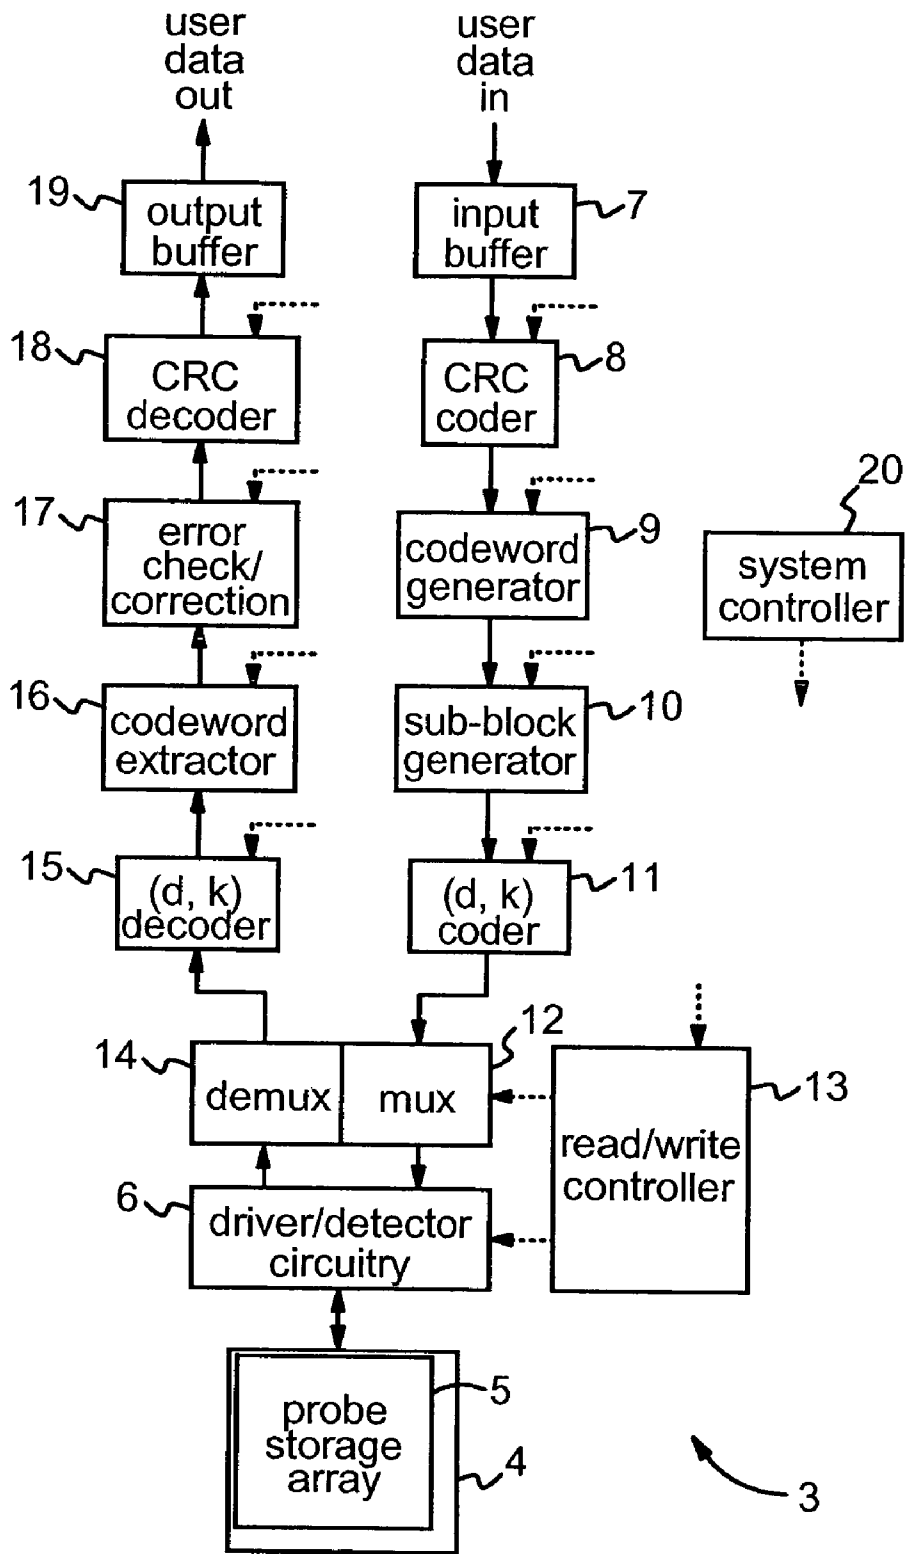 user
data
out
user
data
in
19
output
buffer
input
buffer
7
18
CRC
decoder
CRC
coder
8
17
error
check/
correction
codeword
generator
9
20
system
controller
16
codeword
extractor
sub-block
generator
10
15
(d, k)
decoder
(d, k)
coder
11
14
demux
mux
12
read/write
controller
13
6
driver/detector
circuitry
probe
storage
array
5
4
3